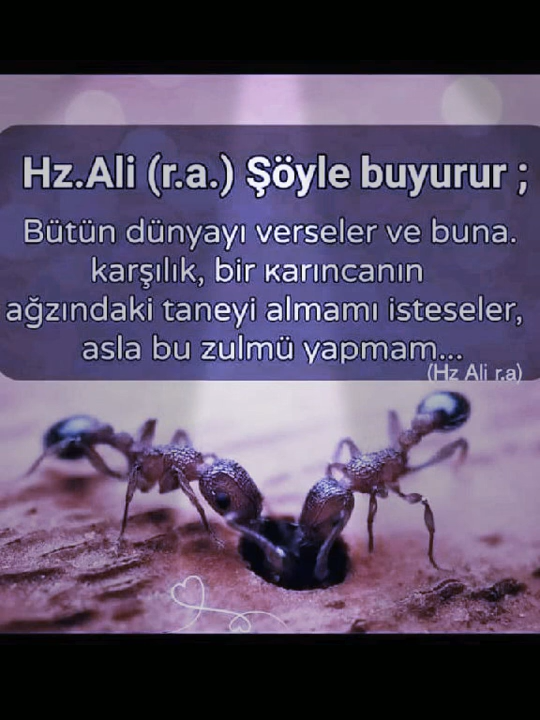 Hz.Ali (r.a.) Şöyle buyurur ;
Bütün dünyayı verseler ve buna.
karşılık, bir karıncanın
ağzındaki taneyi almamı isteseler,
asla bu zulmü yapmam...
(Hz Ali r.a)